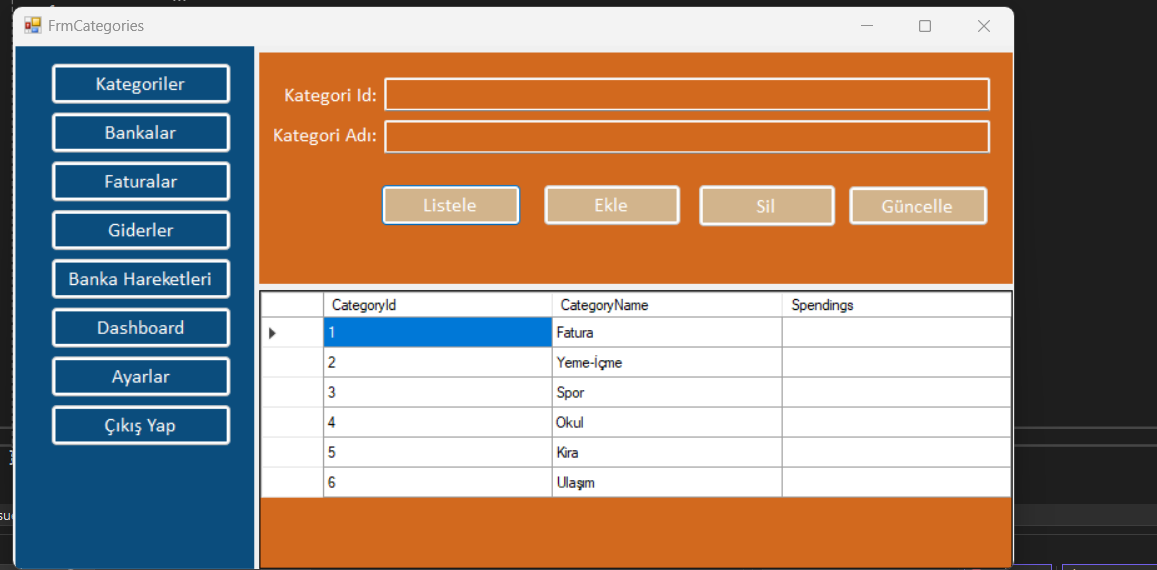 FrmCategories
Kategoriler
Bankalar
Faturalar
Giderler
Banka Hareketleri
Dashboard
Ayarlar
Çıkış Yap
Kategori Id:
Kategori Adı:
Listele Ekle Sil Güncelle
CategoryId CategoryName Spendings
1 Fatura
2 Yeme-İçme
3 Spor
4 Okul
5 Kira
6 Ulaşım